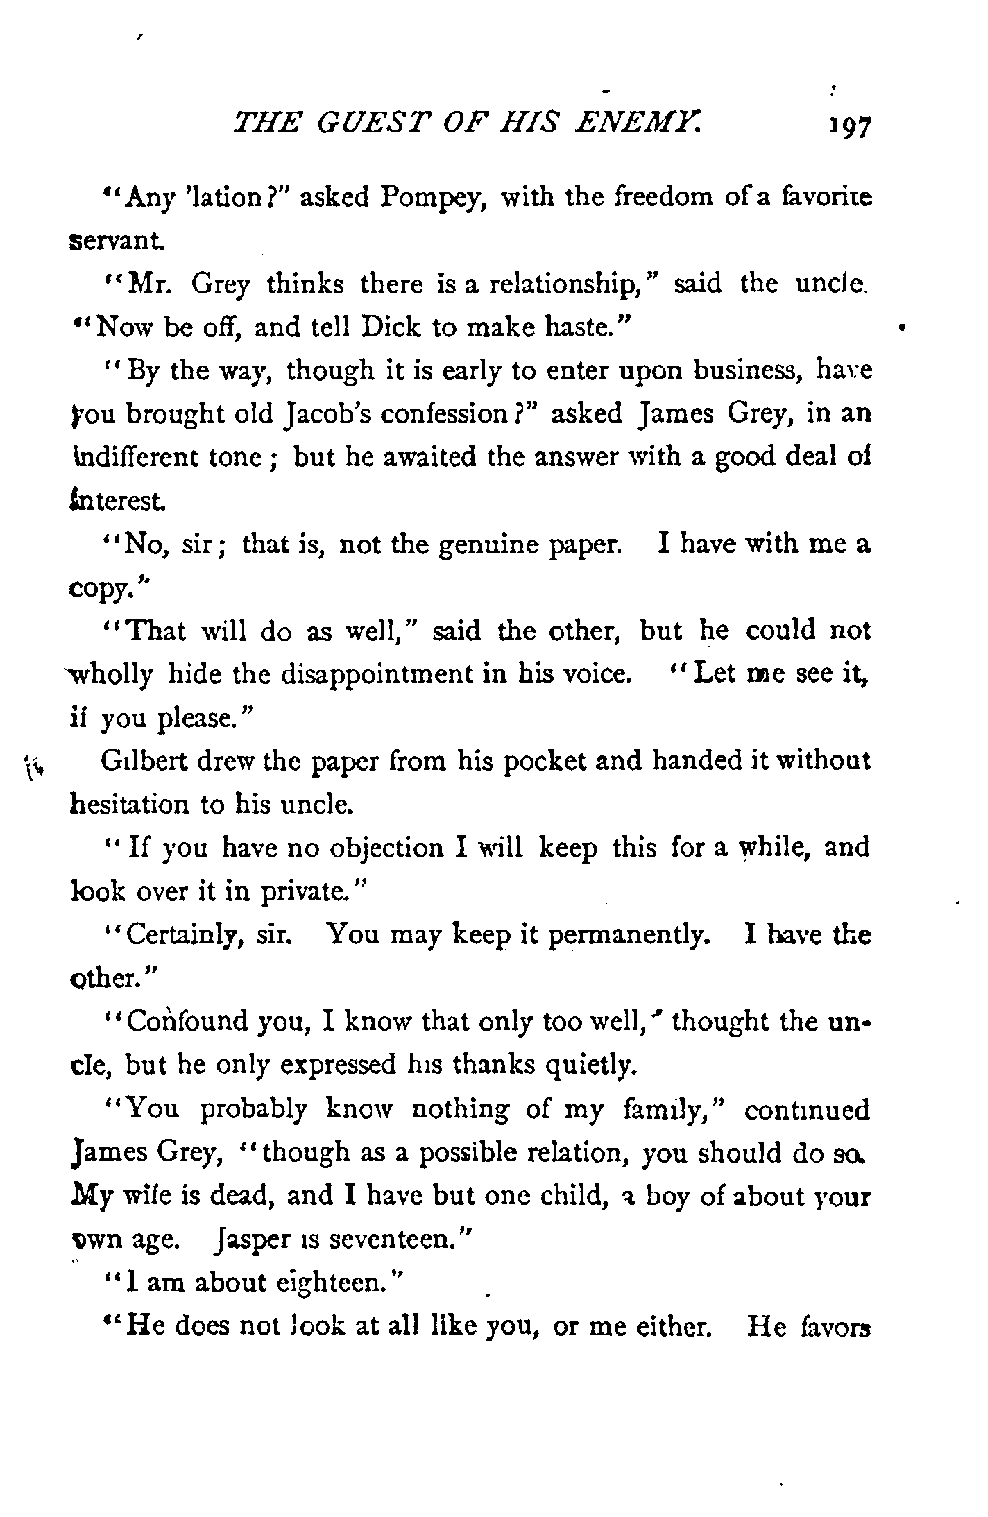 THE GUEST OF HIS ENEMY. 197
"Any 'lation?" asked Pompey, with the freedom of a favorite
servant.
"Mr. Grey thinks there is a relationship," said the uncle.
"Now be off, and tell Dick to make haste."
"By the way, though it is early to enter upon business, have
you brought old Jacob's confession?" asked James Grey, in an
indifferent tone; but he awaited the answer with a good deal of
interest.
"No, sir; that is, not the genuine paper. I have with me a
copy."
"That will do as well," said the other, but he could not
wholly hide the disappointment in his voice. "Let me see it,
if you please."
Gilbert drew the paper from his pocket and handed it without
hesitation to his uncle.
"If you have no objection I will keep this for a while, and
look over it in private."
"Certainly, sir. You may keep it permanently. I have the
other."
"Confound you, I know that only too well," thought the un-
cle, but he only expressed his thanks quietly.
"You probably know nothing of my family," continued
James Grey, "though as a possible relation, you should do so.
My wife is dead, and I have but one child, a boy of about your
own age. Jasper is seventeen."
"I am about eighteen."
"He does not look at all like you, or me either. He favors